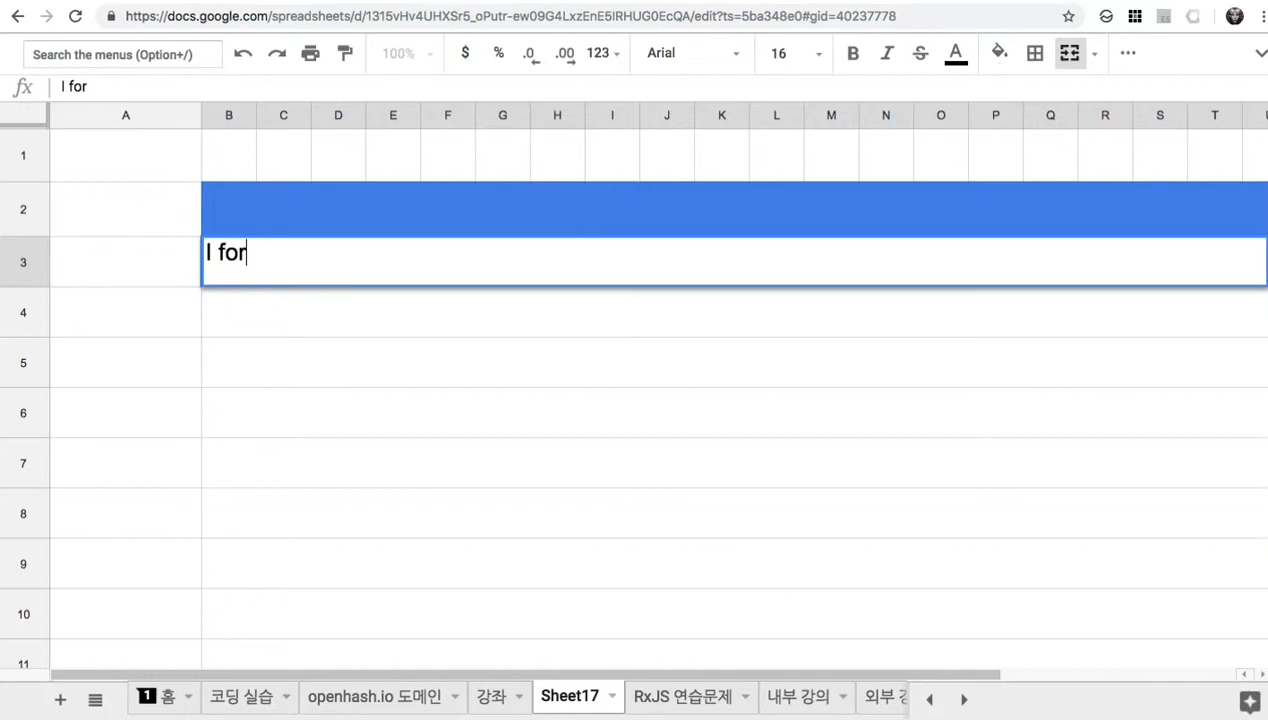 https://docs.google.com/spreadsheets/d/1315vHv4UHXSr5_oPutr-ew09G4LxzEnE5IRHUG0EcQA/edit?ts=5ba348e0#gid=40237778
Search the menus (Option+/) 100% $ % .0 .00 123 Arial 16 B I S A
fx I for
A B C D E F G H I J K L M N O P Q R S T
1
2
3 I for
4
5
6
7
8
9
10
11
1 홈 코딩 실습 openhash.io 도메인 강좌 Sheet17 RxJS 연습문제 내부 강의 외부